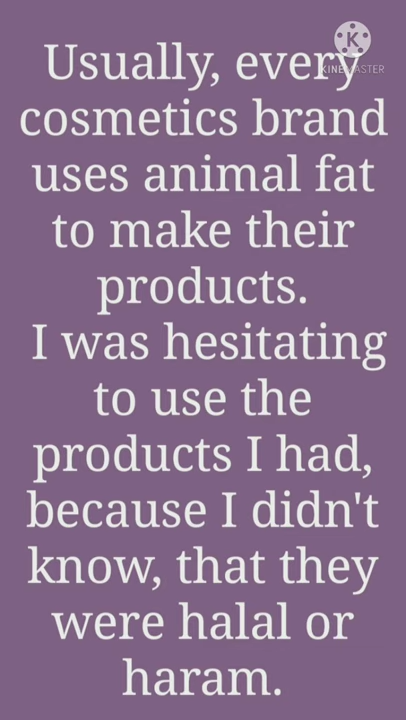 Usually, every
KINEMASTER
cosmetics brand
uses animal fat
to make their
products.
I was hesitating
to use the
products I had,
because I didn't
know, that they
were halal or
haram.